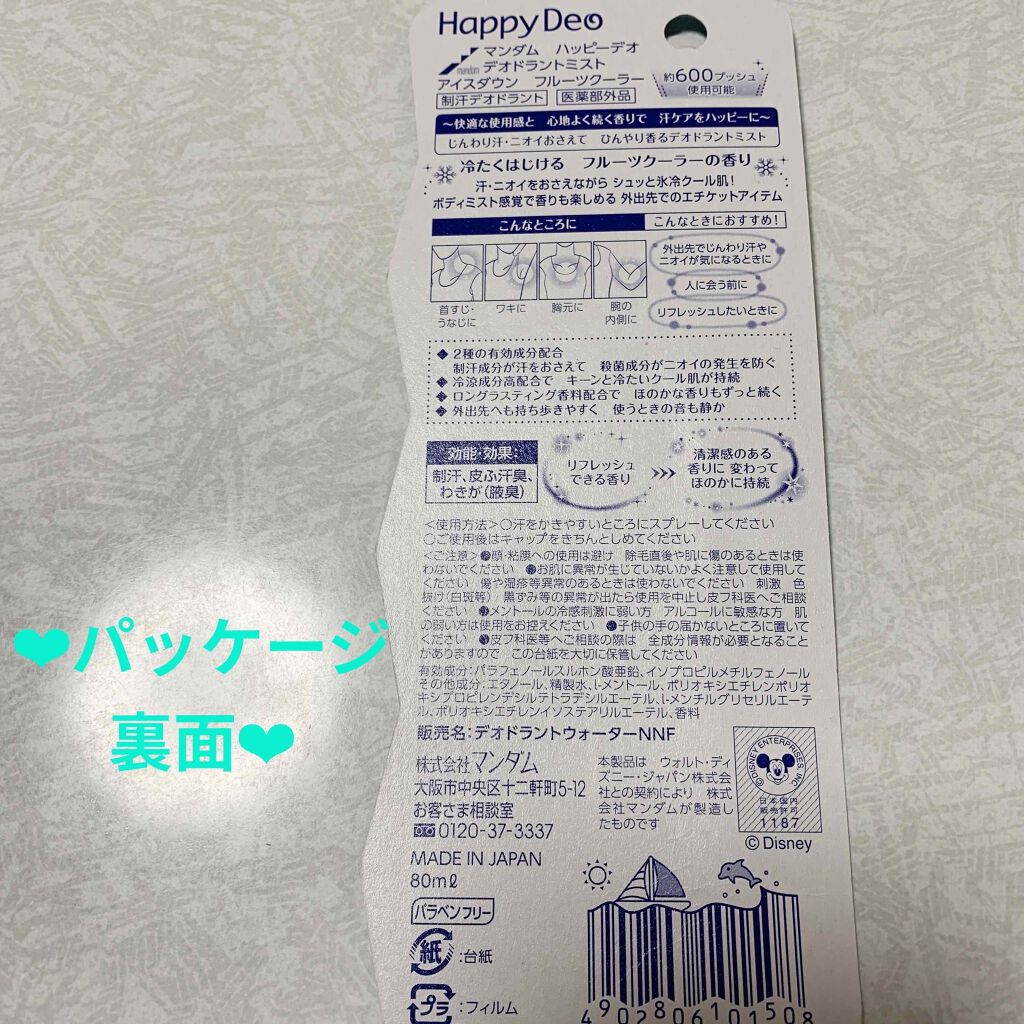 Happy Deo
マンダム ハッピーデオ
mandom デオドラントミスト
アイスダウン フルーツクーラー
制汗デオドラント 医薬部外品
約600プッシュ
使用可能
～快適な使用感と 心地よく続く香りで 汗ケアをハッピーに～
じんわり汗・ニオイおさえて ひんやり香るデオドラントミスト
冷たくはじける フルーツクーラーの香り
汗・ニオイをおさえながら シュッと氷冷クール肌！
ボディミスト感覚で香りも楽しめる 外出先でのエチケットアイテム
こんなところに
首すじ・
うなじに
ワキに
胸元に
腕の
内側に
こんなときにおすすめ！
外出先でじんわり汗や
ニオイが気になるときに
人に会う前に
リフレッシュしたいときに
◆2種の有効成分配合
制汗成分が汗をおさえて 殺菌成分がニオイの発生を防ぐ
◆冷涼成分高配合で キーンと冷たいクール肌が持続
◆ロングラスティング香料配合で ほのかな香りもずっと続く
◆外出先へも持ち歩きやすく 使うときの音も静か
効能・効果：
制汗、皮ふ汗臭、
わきが（腋臭）
リフレッシュ
できる香り
清潔感のある
香りに 変わって
ほのかに持続
＜使用方法＞○汗をかきやすいところにスプレーしてください
○ご使用後はキャップをきちんとしめてください
＜ご注意＞●顔・粘膜への使用は避け 除毛直後や肌に傷のあるときは使
わないでください ●お肌に異常が生じていないかよく注意して使用して
ください 傷や湿疹等異常のあるときは使わないでください 刺激 色
抜け（白斑等） 黒ずみ等の異常が出たら使用を中止し皮フ科医へご相談
ください ●メントールの冷感刺激に弱い方 アルコールに敏感な方 肌
の弱い方は使用をお控えください ●子供の手の届かないところに置いて
ください ●皮フ科医等へご相談の際は 全成分情報が必要となること
がありますので この台紙を大切に保管してください
有効成分：パラフェノールスルホン酸亜鉛、イソプロピルメチルフェノール
その他成分：エタノール、精製水、l-メントール、ポリオキシエチレンポリオ
キシプロピレンデシルテトラデシルエーテル、l-メンチルグリセリルエーテ
ル、ポリオキシエチレンイソステアリルエーテル、香料
販売名：デオドラントウォーターNNF
株式会社マンダム
大阪市中央区十二軒町5-12
お客さま相談室
0120-37-3337
MADE IN JAPAN
80mℓ
本製品は ウォルト・ディ
ズニー・ジャパン株式会
社との契約により 株式
会社マンダムが製造し
たものです
©DISNEY ENTERPRISES, INC.
日本国内
販売許可
1187
© Disney
パラベンフリー
紙：台紙
プラ：フィルム
4902806101508
❤パッケージ
裏面❤